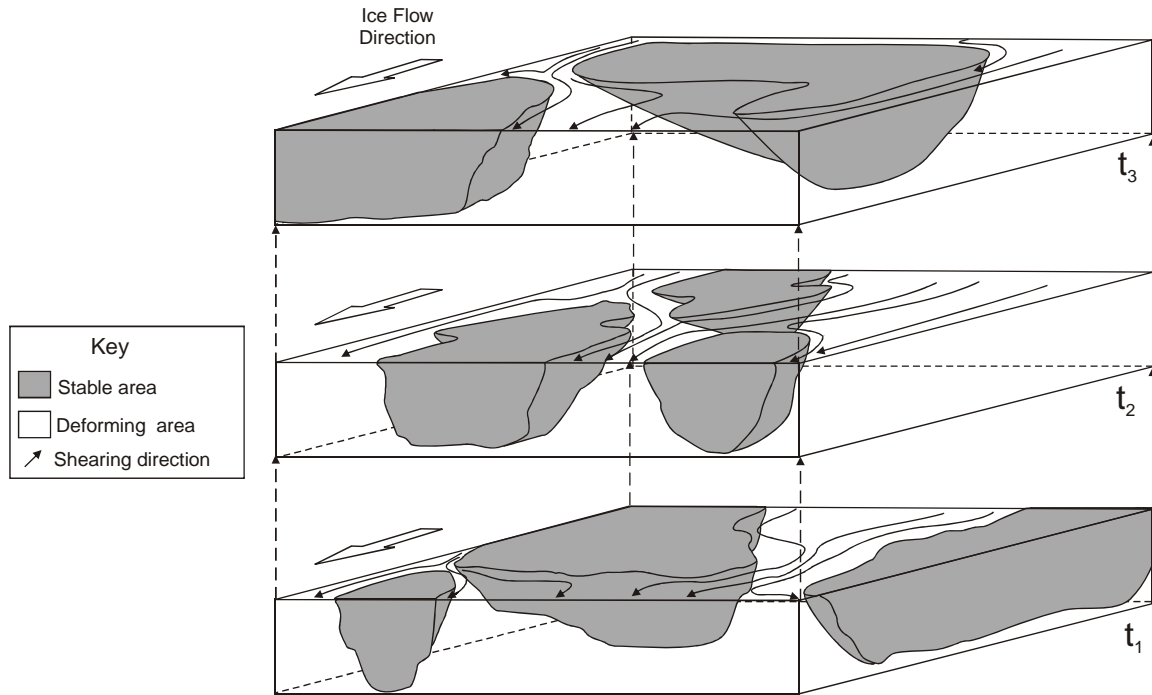 Ice Flow
Direction
t3
Key
Stable area
Deforming area
Shearing direction
t2
t1